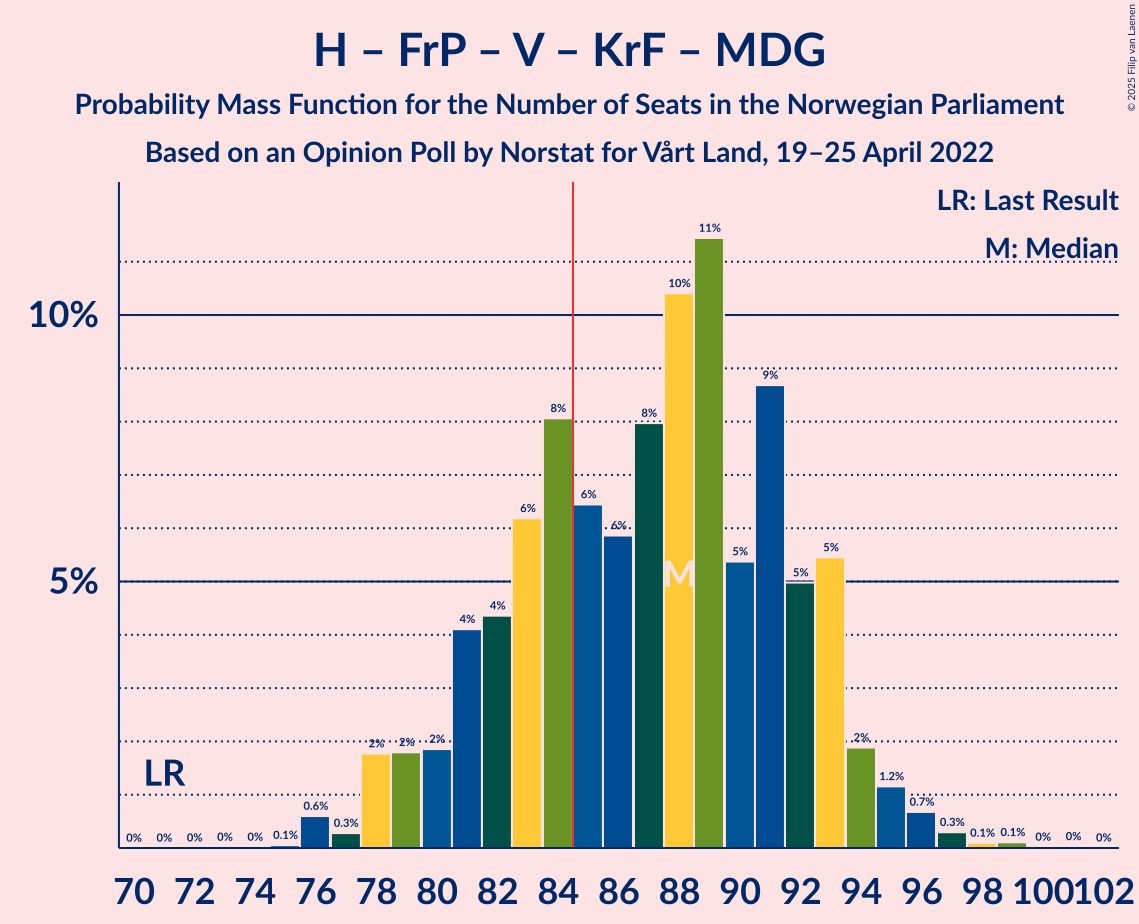 H – FrP – V – KrF – MDG
Probability Mass Function for the Number of Seats in the Norwegian Parliament
Based on an Opinion Poll by Norstat for Vårt Land, 19–25 April 2022
© 2025 Filip van Laenen
LR: Last Result
M: Median
10%
5%
0% 0% 0% 0% 0% 0.1% 0.6% 0.3% 2% 2% 2% 4% 4% 6% 8% 6% 6% 8% 10% 11% 5% 9% 5% 5% 2% 1.2% 0.7% 0.3% 0.1% 0.1% 0% 0% 0%
M
LR
70 72 74 76 78 80 82 84 86 88 90 92 94 96 98 100 102